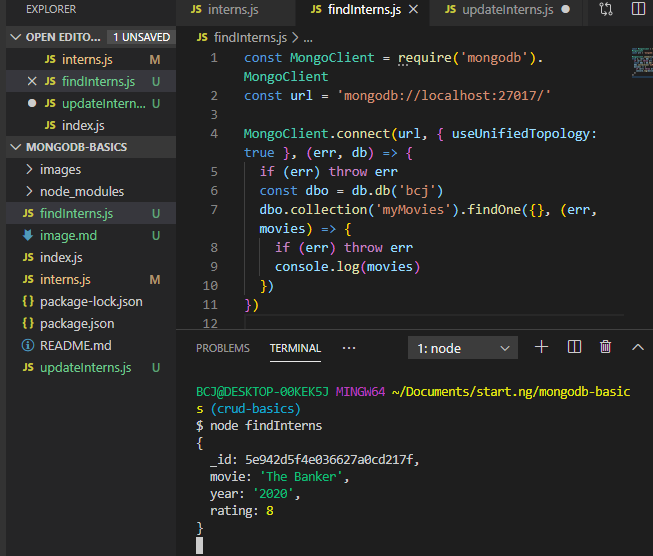 EXPLORER
OPEN EDITORS 1 UNSAVED
JS interns.js M
JS findInterns.js U
JS updateIntern... U
JS index.js
MONGODB-BASICS
images
node_modules
JS findInterns.js U
image.md U
JS index.js
JS interns.js M
{} package-lock.json
{} package.json
README.md
JS updateInterns.js U
JS interns.js JS findInterns.js JS updateInterns.js
JS findInterns.js > ...
1 const MongoClient = require('mongodb').
MongoClient
2 const url = 'mongodb://localhost:27017/'
3
4 MongoClient.connect(url, { useUnifiedTopology:
true }, (err, db) => {
5 if (err) throw err
6 const dbo = db.db('bcj')
7 dbo.collection('myMovies').findOne({}, (err,
movies) => {
8 if (err) throw err
9 console.log(movies)
10 })
11 })
12
PROBLEMS TERMINAL ... 1: node
BCJ@DESKTOP-00KEK5J MINGW64 ~/Documents/start.ng/mongodb-basic
s (crud-basics)
$ node findInterns
{
_id: 5e942d5f4e036627a0cd217f,
movie: 'The Banker',
year: '2020',
rating: 8
}